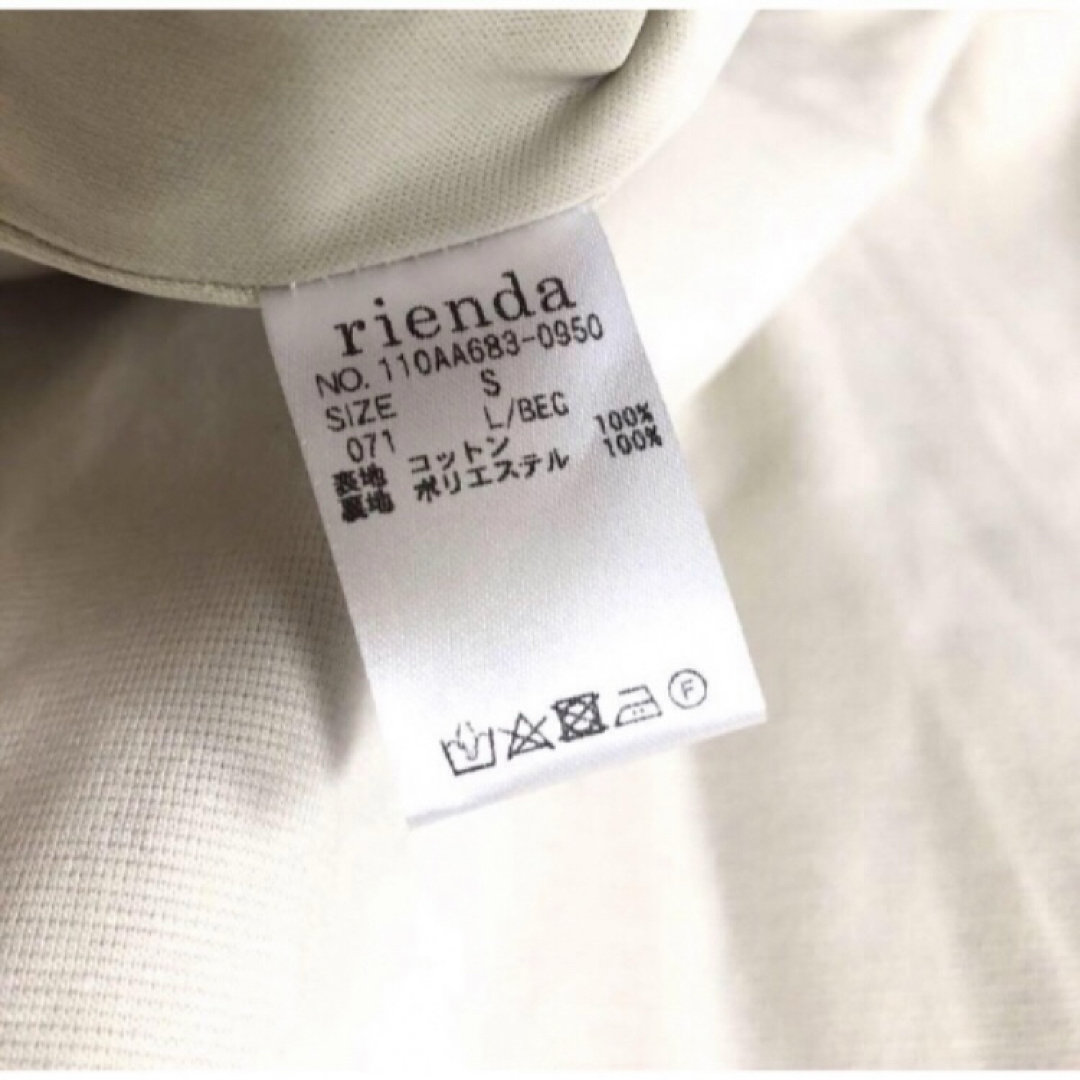 rienda
NO. 110AA683-0950
SIZE S
071 L/BEG
表地 コットン 100%
裏地 ポリエステル 100%
F